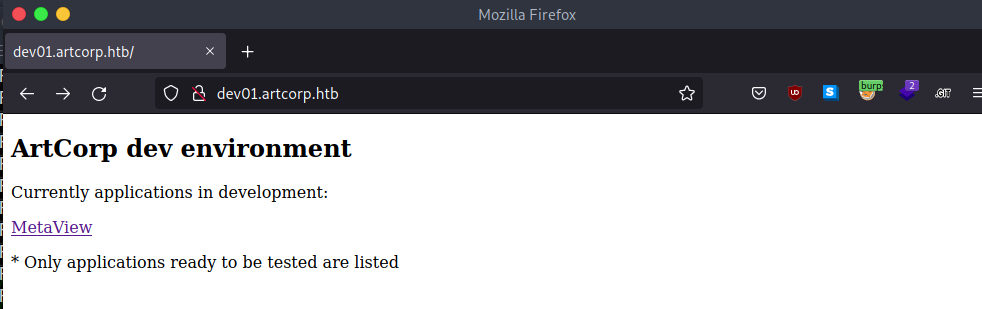 Mozilla Firefox
dev01.artcorp.htb/
dev01.artcorp.htb
burp
2
.GIT
ArtCorp dev environment
Currently applications in development:
MetaView
* Only applications ready to be tested are listed